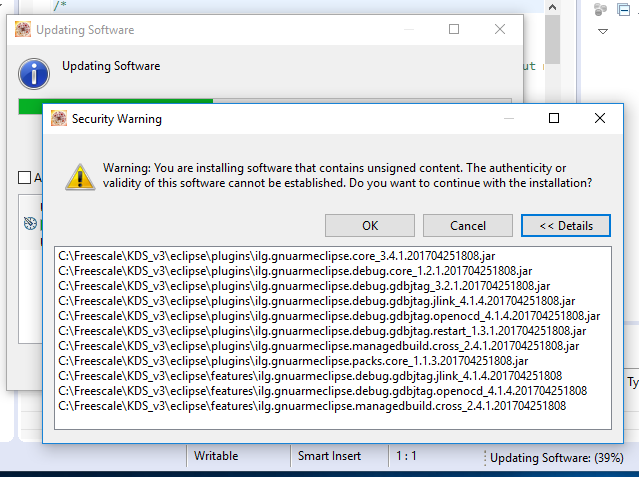 /*
Updating Software
Updating Software
ut
Security Warning
Warning: You are installing software that contains unsigned content. The authenticity or
validity of this software cannot be established. Do you want to continue with the installation?
A
OK
Cancel
<< Details
C:\Freescale\KDS_v3\eclipse\plugins\ilg.gnuarmeclipse.core_3.4.1.201704251808.jar
C:\Freescale\KDS_v3\eclipse\plugins\ilg.gnuarmeclipse.debug.core_1.2.1.201704251808.jar
C:\Freescale\KDS_v3\eclipse\plugins\ilg.gnuarmeclipse.debug.gdbjtag_3.2.1.201704251808.jar
C:\Freescale\KDS_v3\eclipse\plugins\ilg.gnuarmeclipse.debug.gdbjtag.jlink_4.1.4.201704251808.jar
C:\Freescale\KDS_v3\eclipse\plugins\ilg.gnuarmeclipse.debug.gdbjtag.openocd_4.1.4.201704251808.jar
C:\Freescale\KDS_v3\eclipse\plugins\ilg.gnuarmeclipse.debug.gdbjtag.restart_1.3.1.201704251808.jar
C:\Freescale\KDS_v3\eclipse\plugins\ilg.gnuarmeclipse.managedbuild.cross_2.4.1.201704251808.jar
C:\Freescale\KDS_v3\eclipse\plugins\ilg.gnuarmeclipse.packs.core_1.1.3.201704251808.jar
C:\Freescale\KDS_v3\eclipse\features\ilg.gnuarmeclipse.debug.gdbjtag.jlink_4.1.4.201704251808
C:\Freescale\KDS_v3\eclipse\features\ilg.gnuarmeclipse.debug.gdbjtag.openocd_4.1.4.201704251808
C:\Freescale\KDS_v3\eclipse\features\ilg.gnuarmeclipse.managedbuild.cross_2.4.1.201704251808
Ty
Writable
Smart Insert
1 : 1
Updating Software: (39%)